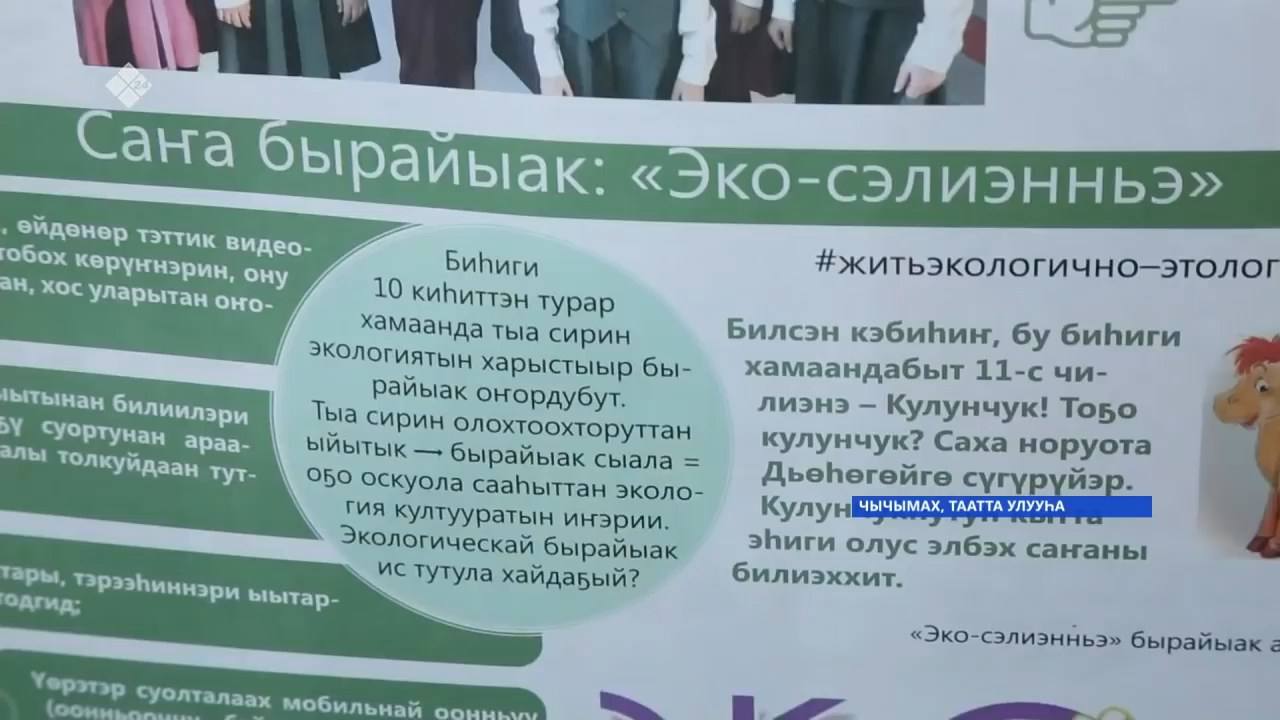 24
Саҥа бырайыак: «Эко-сэлиэнньэ»
, өйдөнөр тэттик видео-
тобох көрүҥнэрин, ону
ан, хос уларытан оҥо-
ыытынан билиилэри
суортунан араа-
алы толкуйдаан тут-
тары, тэрээһиннэри ыытар-
тодгид;
Үөрэтэр суолталаах мобильнай оонньуу
Биһиги
10 киһиттэн турар
хамаанда тыа сирин
экологиятын харыстыыр бы-
райыак оҥордубут.
Тыа сирин олохтоохторуттан
ыйытык → бырайыак сыала =
оҕо оскуола сааһыттан эколо-
гия култууратын иҥэрии.
Экологическай бырайыак
ис тутула хайдаҕый?
#житьэкологично–этолог
Билсэн кэбиһиҥ, бу биһиги
хамаандабыт 11-с чи-
лиэнэ – Кулунчук! Тоҕо
кулунчук? Саха норуота
Дьөһөгөйгө сүгүрүйэр.
ЧЫЧЫМАХ, ТААТТА УЛУУҺА
эһиги олус элбэх саҥаны
билиэххит.
«Эко-сэлиэнньэ» бырайыак